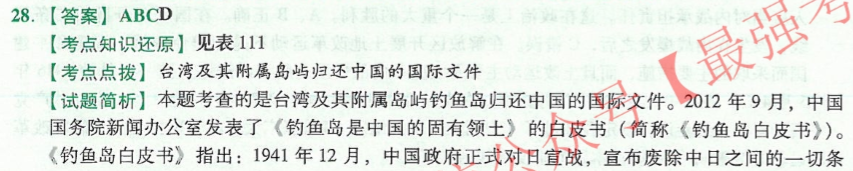 28.【答案】ABCD
【考点知识还原】见表111
【考点点拨】台湾及其附属岛屿归还中国的国际文件
【试题简析】本题考查的是台湾及其附属岛屿钓鱼岛归还中国的国际文件。2012年9月，中国
国务院新闻办公室发表了《钓鱼岛是中国的固有领土》的白皮书（简称《钓鱼岛白皮书》）。
《钓鱼岛白皮书》指出：1941年12月，中国政府正式对日宣战，宣布废除中日之间的一切条
公众号【最强考